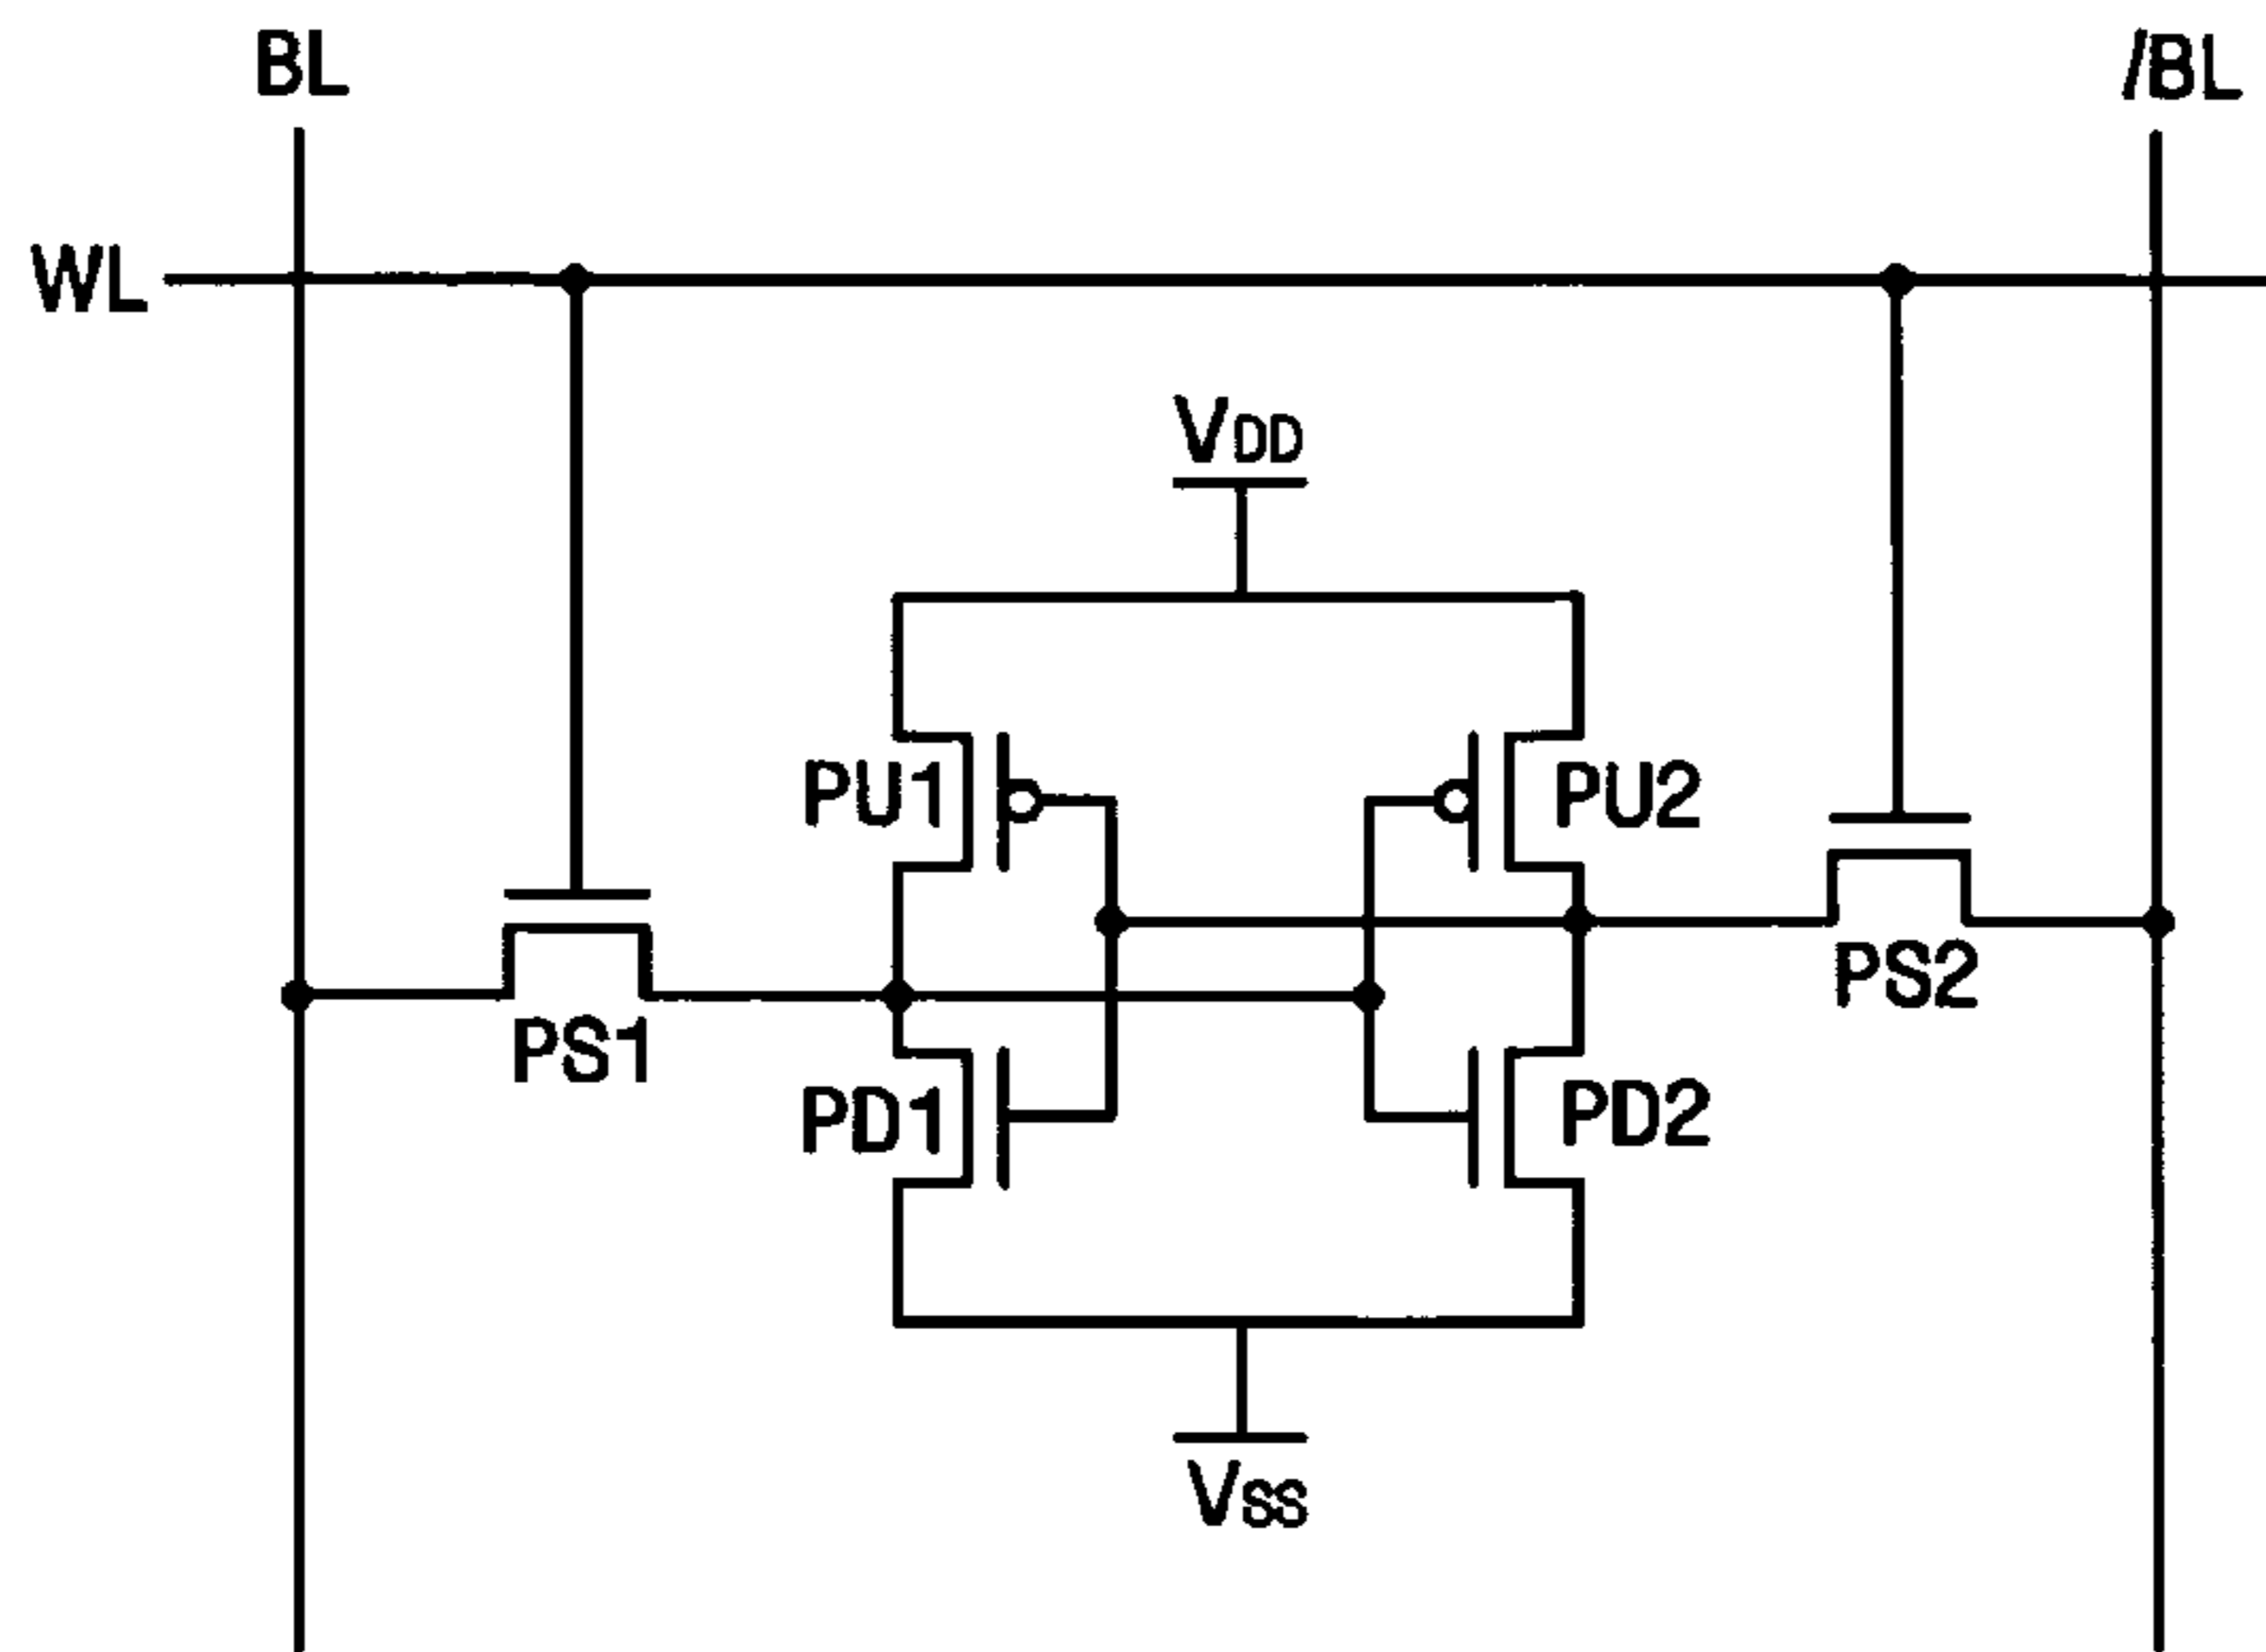 BL
/BL
WL
VDD
PU1
PU2
PS2
PS1
PD1
PD2
VSS